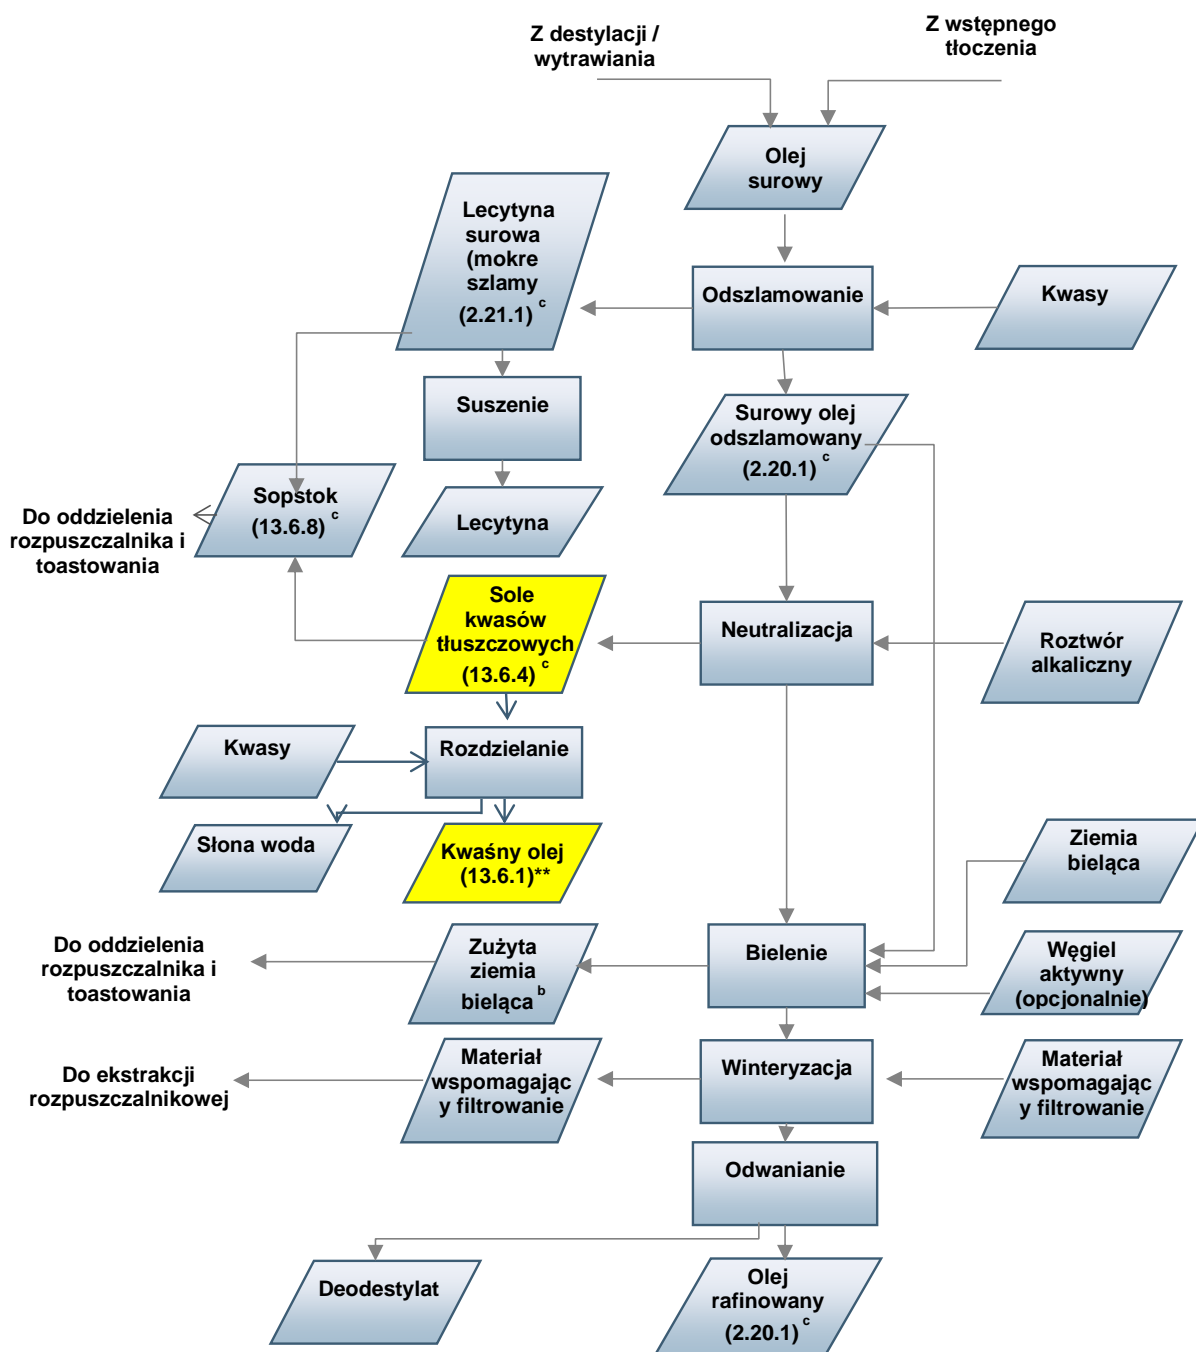 Z destylacji /
wytrawiania
Z wstępnego
tłoczenia
Olej
surowy
Lecytyna
surowa
(mokre
szlamy
(2.21.1) c
Odszlamowanie
Kwasy
Suszenie
Surowy olej
odszlamowany
(2.20.1) c
Sopstok
(13.6.8) c
Do oddzielenia
rozpuszczalnika i
toastowania
Lecytyna
Sole
kwasów
tłuszczowych
(13.6.4) c
Neutralizacja
Roztwór
alkaliczny
Kwasy
Rozdzielanie
Słona woda
Kwaśny olej
(13.6.1)**
Ziemia
bieląca
Do oddzielenia
rozpuszczalnika i
toastowania
Zużyta
ziemia
bieląca b
Bielenie
Węgiel
aktywny
(opcjonalnie)
Do ekstrakcji
rozpuszczalnikowej
Materiał
wspomagając
y filtrowanie
Winteryzacja
Materiał
wspomagając
y filtrowanie
Odwanianie
Deodestylat
Olej
rafinowany
(2.20.1) c